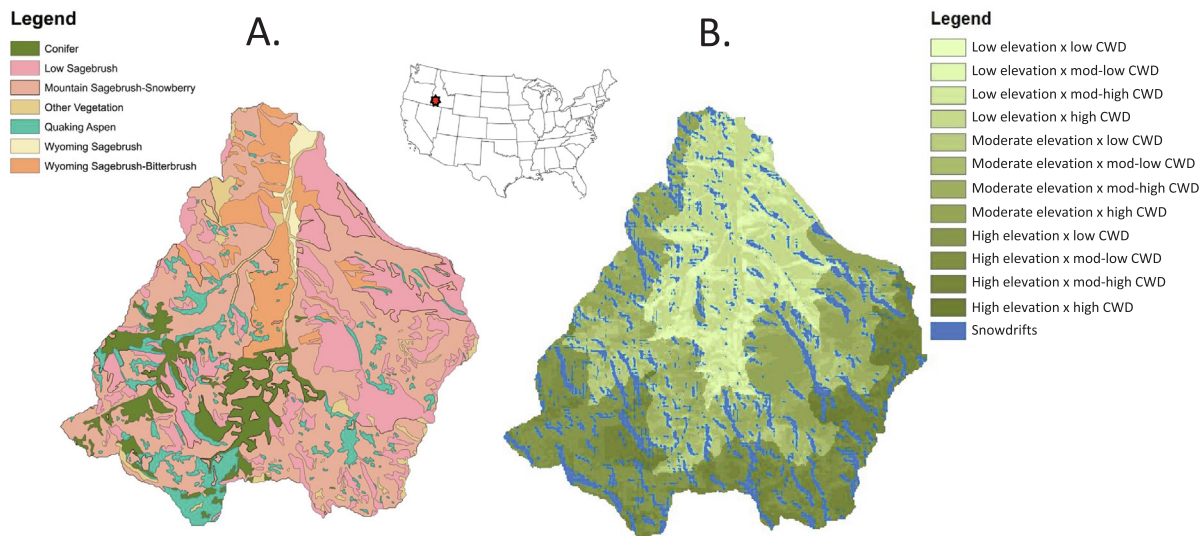 Legend
Conifer
Low Sagebrush
Mountain Sagebrush-Snowberry
Other Vegetation
Quaking Aspen
Wyoming Sagebrush
Wyoming Sagebrush-Bitterbrush
A.
B.
Legend
Low elevation x low CWD
Low elevation x mod-low CWD
Low elevation x mod-high CWD
Low elevation x high CWD
Moderate elevation x low CWD
Moderate elevation x mod-low CWD
Moderate elevation x mod-high CWD
Moderate elevation x high CWD
High elevation x low CWD
High elevation x mod-low CWD
High elevation x mod-high CWD
High elevation x high CWD
Snowdrifts